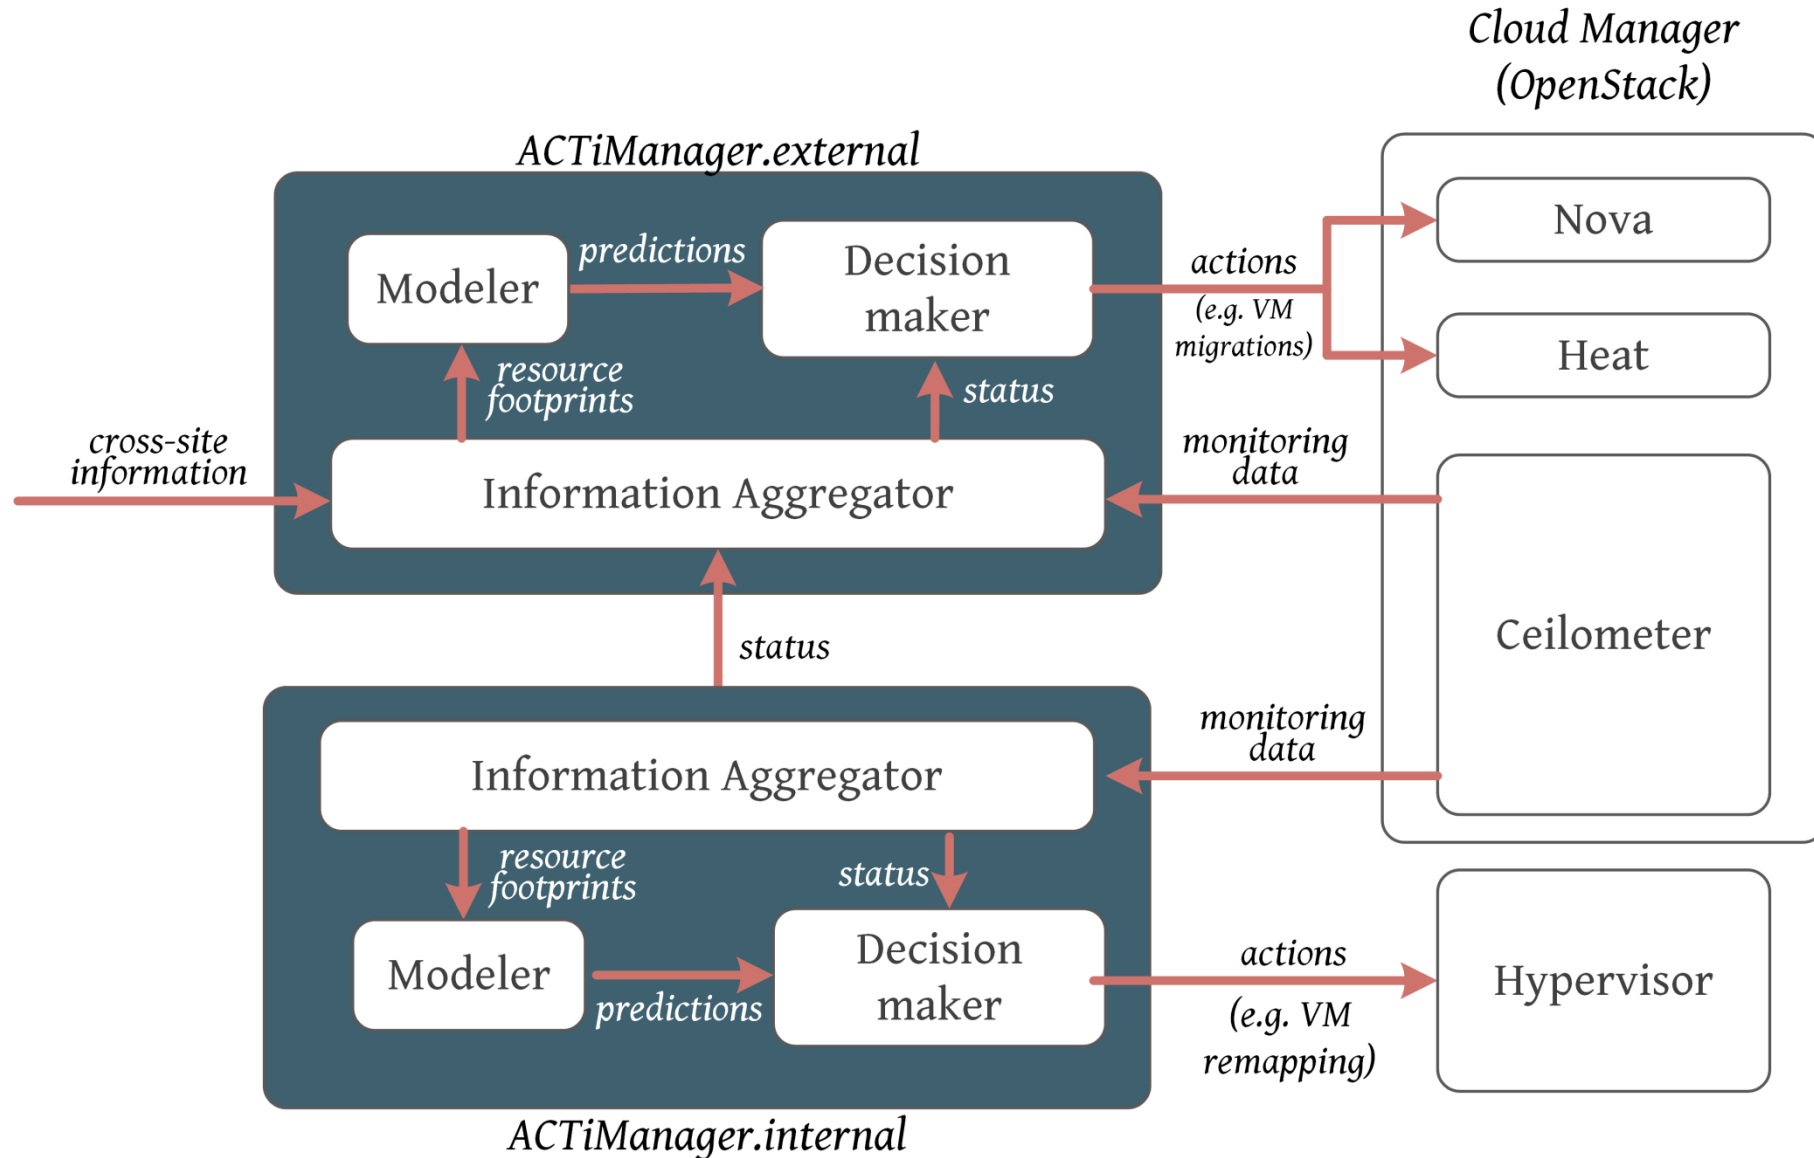 Cloud Manager
(OpenStack)
ACTiManager.external
Modeler
predictions
Decision
maker
actions
(e.g. VM
migrations)
Nova
Heat
resource
footprints
status
cross-site
information
Information Aggregator
monitoring
data
Ceilometer
status
Information Aggregator
monitoring
data
resource
footprints
status
Modeler
predictions
Decision
maker
actions
(e.g. VM
remapping)
Hypervisor
ACTiManager.internal